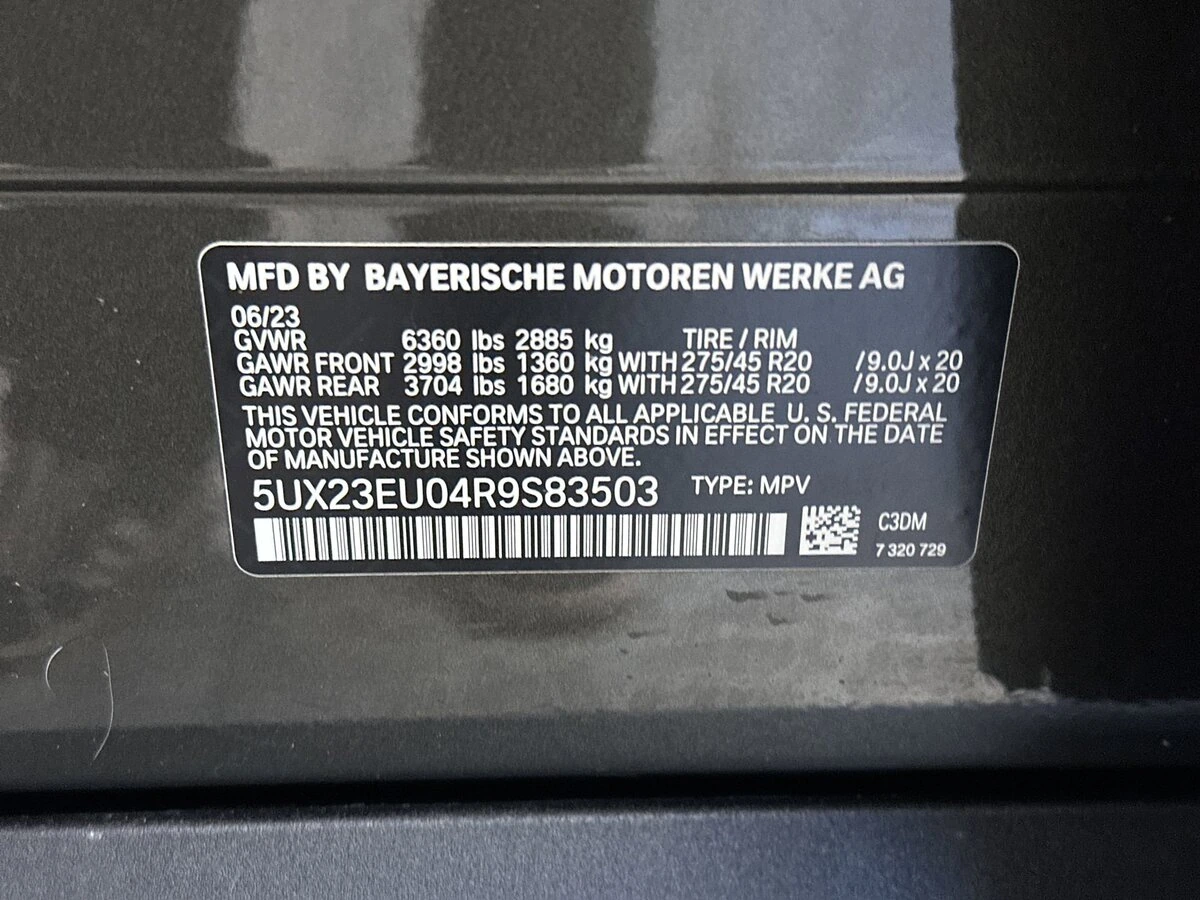 MFD BY BAYERISCHE MOTOREN WERKE AG
06/23
GVWR 6360 lbs 2885 kg TIRE / RIM
GAWR FRONT 2998 lbs 1360 kg WITH 275/45 R20 /9.0J x 20
GAWR REAR 3704 lbs 1680 kg WITH 275/45 R20 /9.0J x 20
THIS VEHICLE CONFORMS TO ALL APPLICABLE U. S. FEDERAL
MOTOR VEHICLE SAFETY STANDARDS IN EFFECT ON THE DATE
OF MANUFACTURE SHOWN ABOVE.
5UX23EU04R9S83503 TYPE: MPV
C3DM
7 320 729